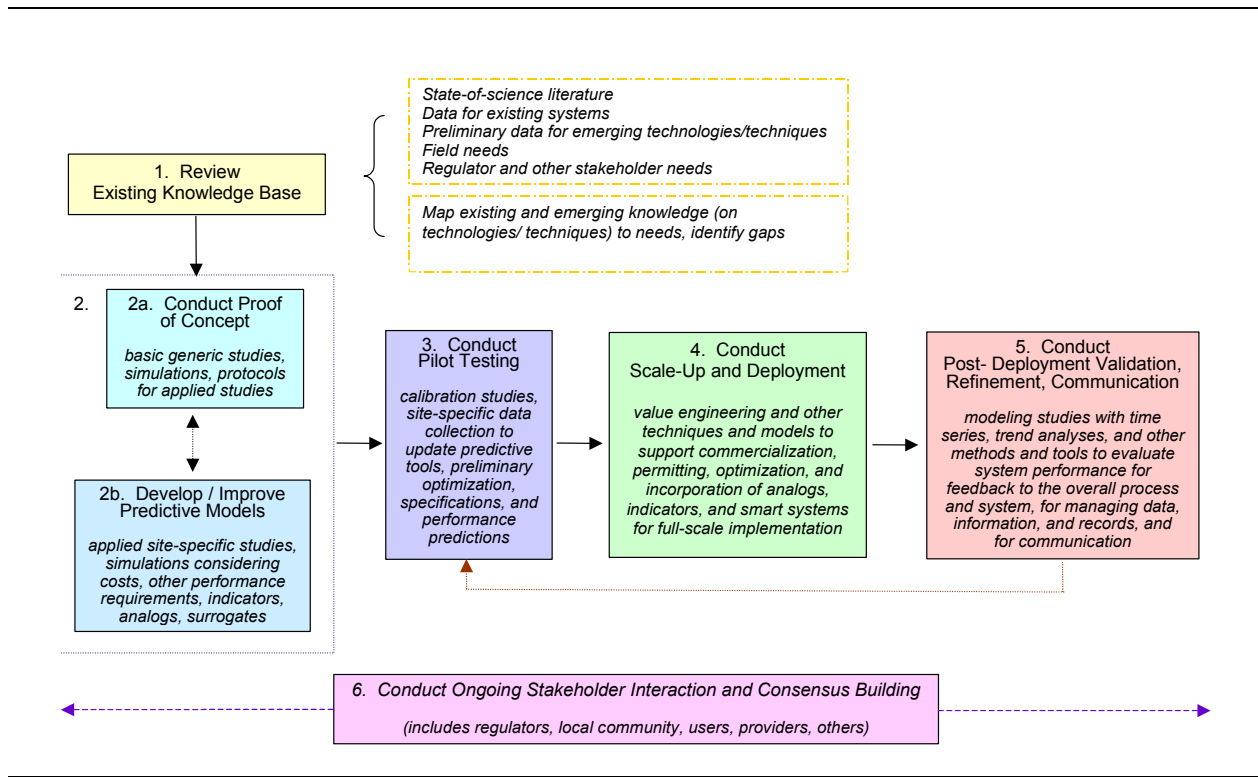 State-of-science literature
Data for existing systems
Preliminary data for emerging technologies/techniques
Field needs
Regulator and other stakeholder needs
1. Review
Existing Knowledge Base
Map existing and emerging knowledge (on
technologies/ techniques) to needs, identify gaps
2.
2a. Conduct Proof
of Concept
basic generic studies,
simulations, protocols
for applied studies
2b. Develop / Improve
Predictive Models
applied site-specific studies,
simulations considering
costs, other performance
requirements, indicators,
analogs, surrogates
3. Conduct
Pilot Testing
calibration studies,
site-specific data
collection to
update predictive
tools, preliminary
optimization,
specifications, and
performance
predictions
4. Conduct
Scale-Up and Deployment
value engineering and other
techniques and models to
support commercialization,
permitting, optimization, and
incorporation of analogs,
indicators, and smart systems
for full-scale implementation
5. Conduct
Post- Deployment Validation,
Refinement, Communication
modeling studies with time
series, trend analyses, and other
methods and tools to evaluate
system performance for
feedback to the overall process
and system, for managing data,
information, and records, and
for communication
6. Conduct Ongoing Stakeholder Interaction and Consensus Building
(includes regulators, local community, users, providers, others)